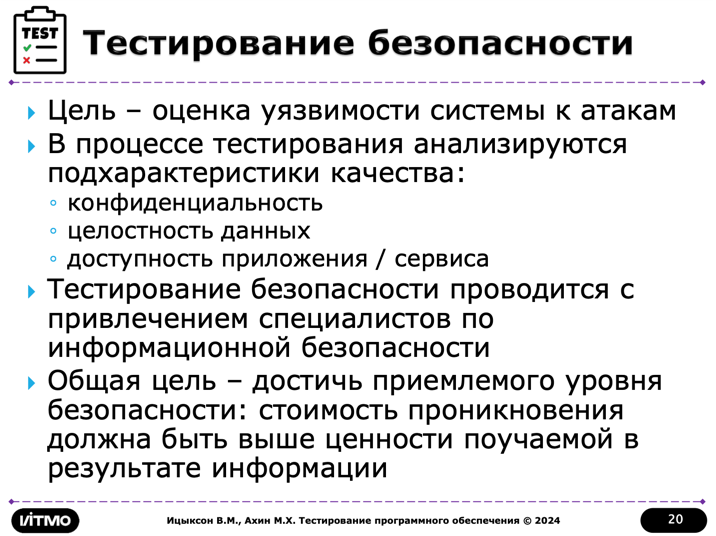 TEST
Тестирование безопасности
Цель – оценка уязвимости системы к атакам
В процессе тестирования анализируются
подхарактеристики качества:
конфиденциальность
целостность данных
доступность приложения / сервиса
Тестирование безопасности проводится с
привлечением специалистов по
информационной безопасности
Общая цель – достичь приемлемого уровня
безопасности: стоимость проникновения
должна быть выше ценности поучаемой в
результате информации
ИТМО
Ицыксон В.М., Ахин М.Х. Тестирование программного обеспечения © 2024
20